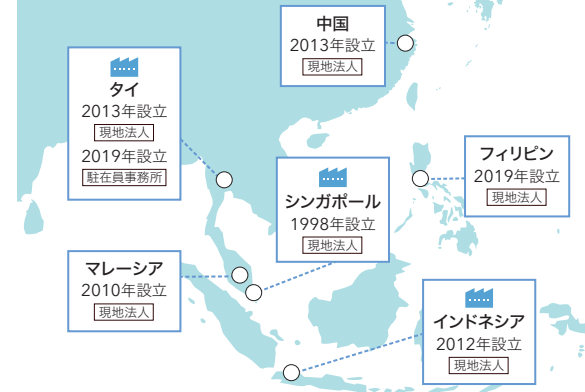 中国
2013年設立
現地法人
タイ
2013年設立
現地法人
2019年設立
駐在員事務所
フィリピン
2019年設立
現地法人
シンガポール
1998年設立
現地法人
マレーシア
2010年設立
現地法人
インドネシア
2012年設立
現地法人